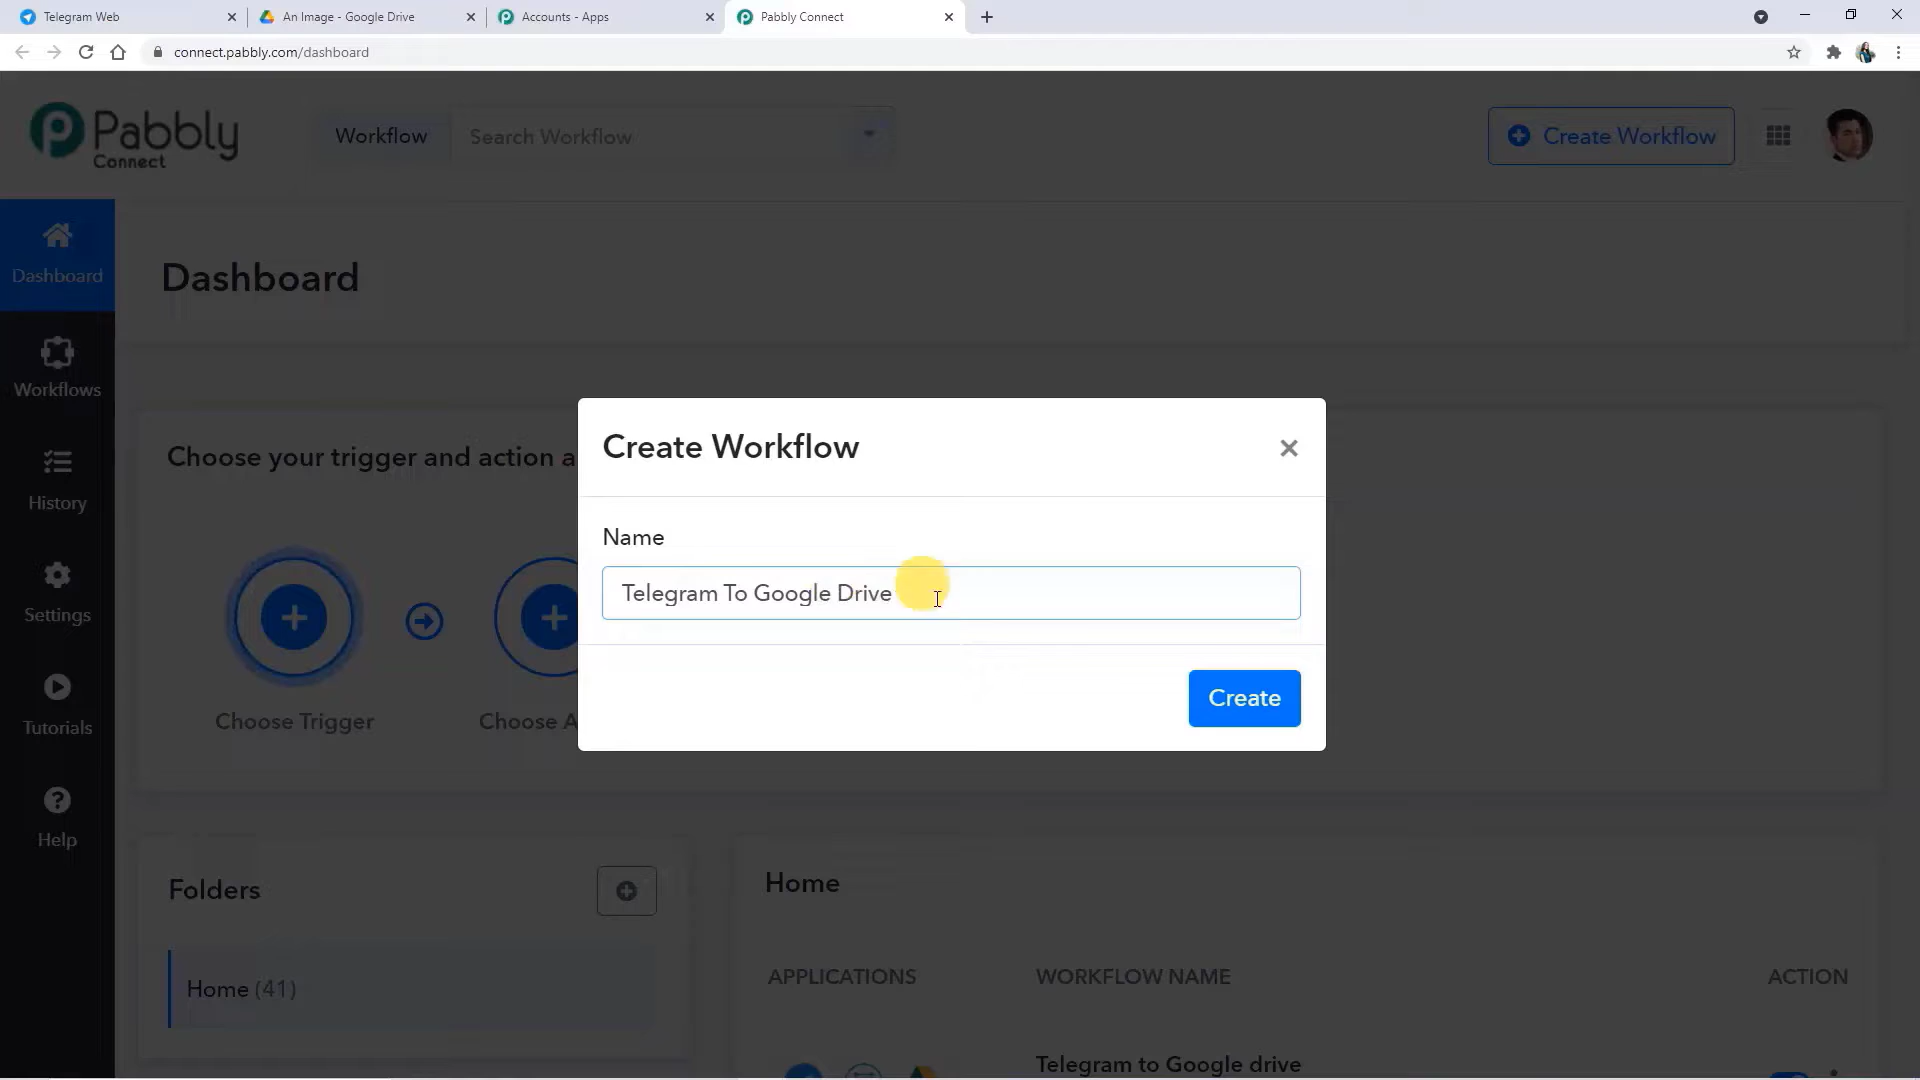 Telegram Web
An Image - Google Drive
Accounts - Apps
Pabbly Connect
connect.pabbly.com/dashboard
Pabbly
Connect
Workflow
Search Workflow
Create Workflow
Dashboard
Workflows
History
Settings
Tutorials
Help
Dashboard
Choose your trigger and action a
Choose Trigger
Choose A
Create Workflow
Name
Telegram To Google Drive
Create
Folders
Home (41)
Home
APPLICATIONS
WORKFLOW NAME
ACTION
Telegram to Google drive